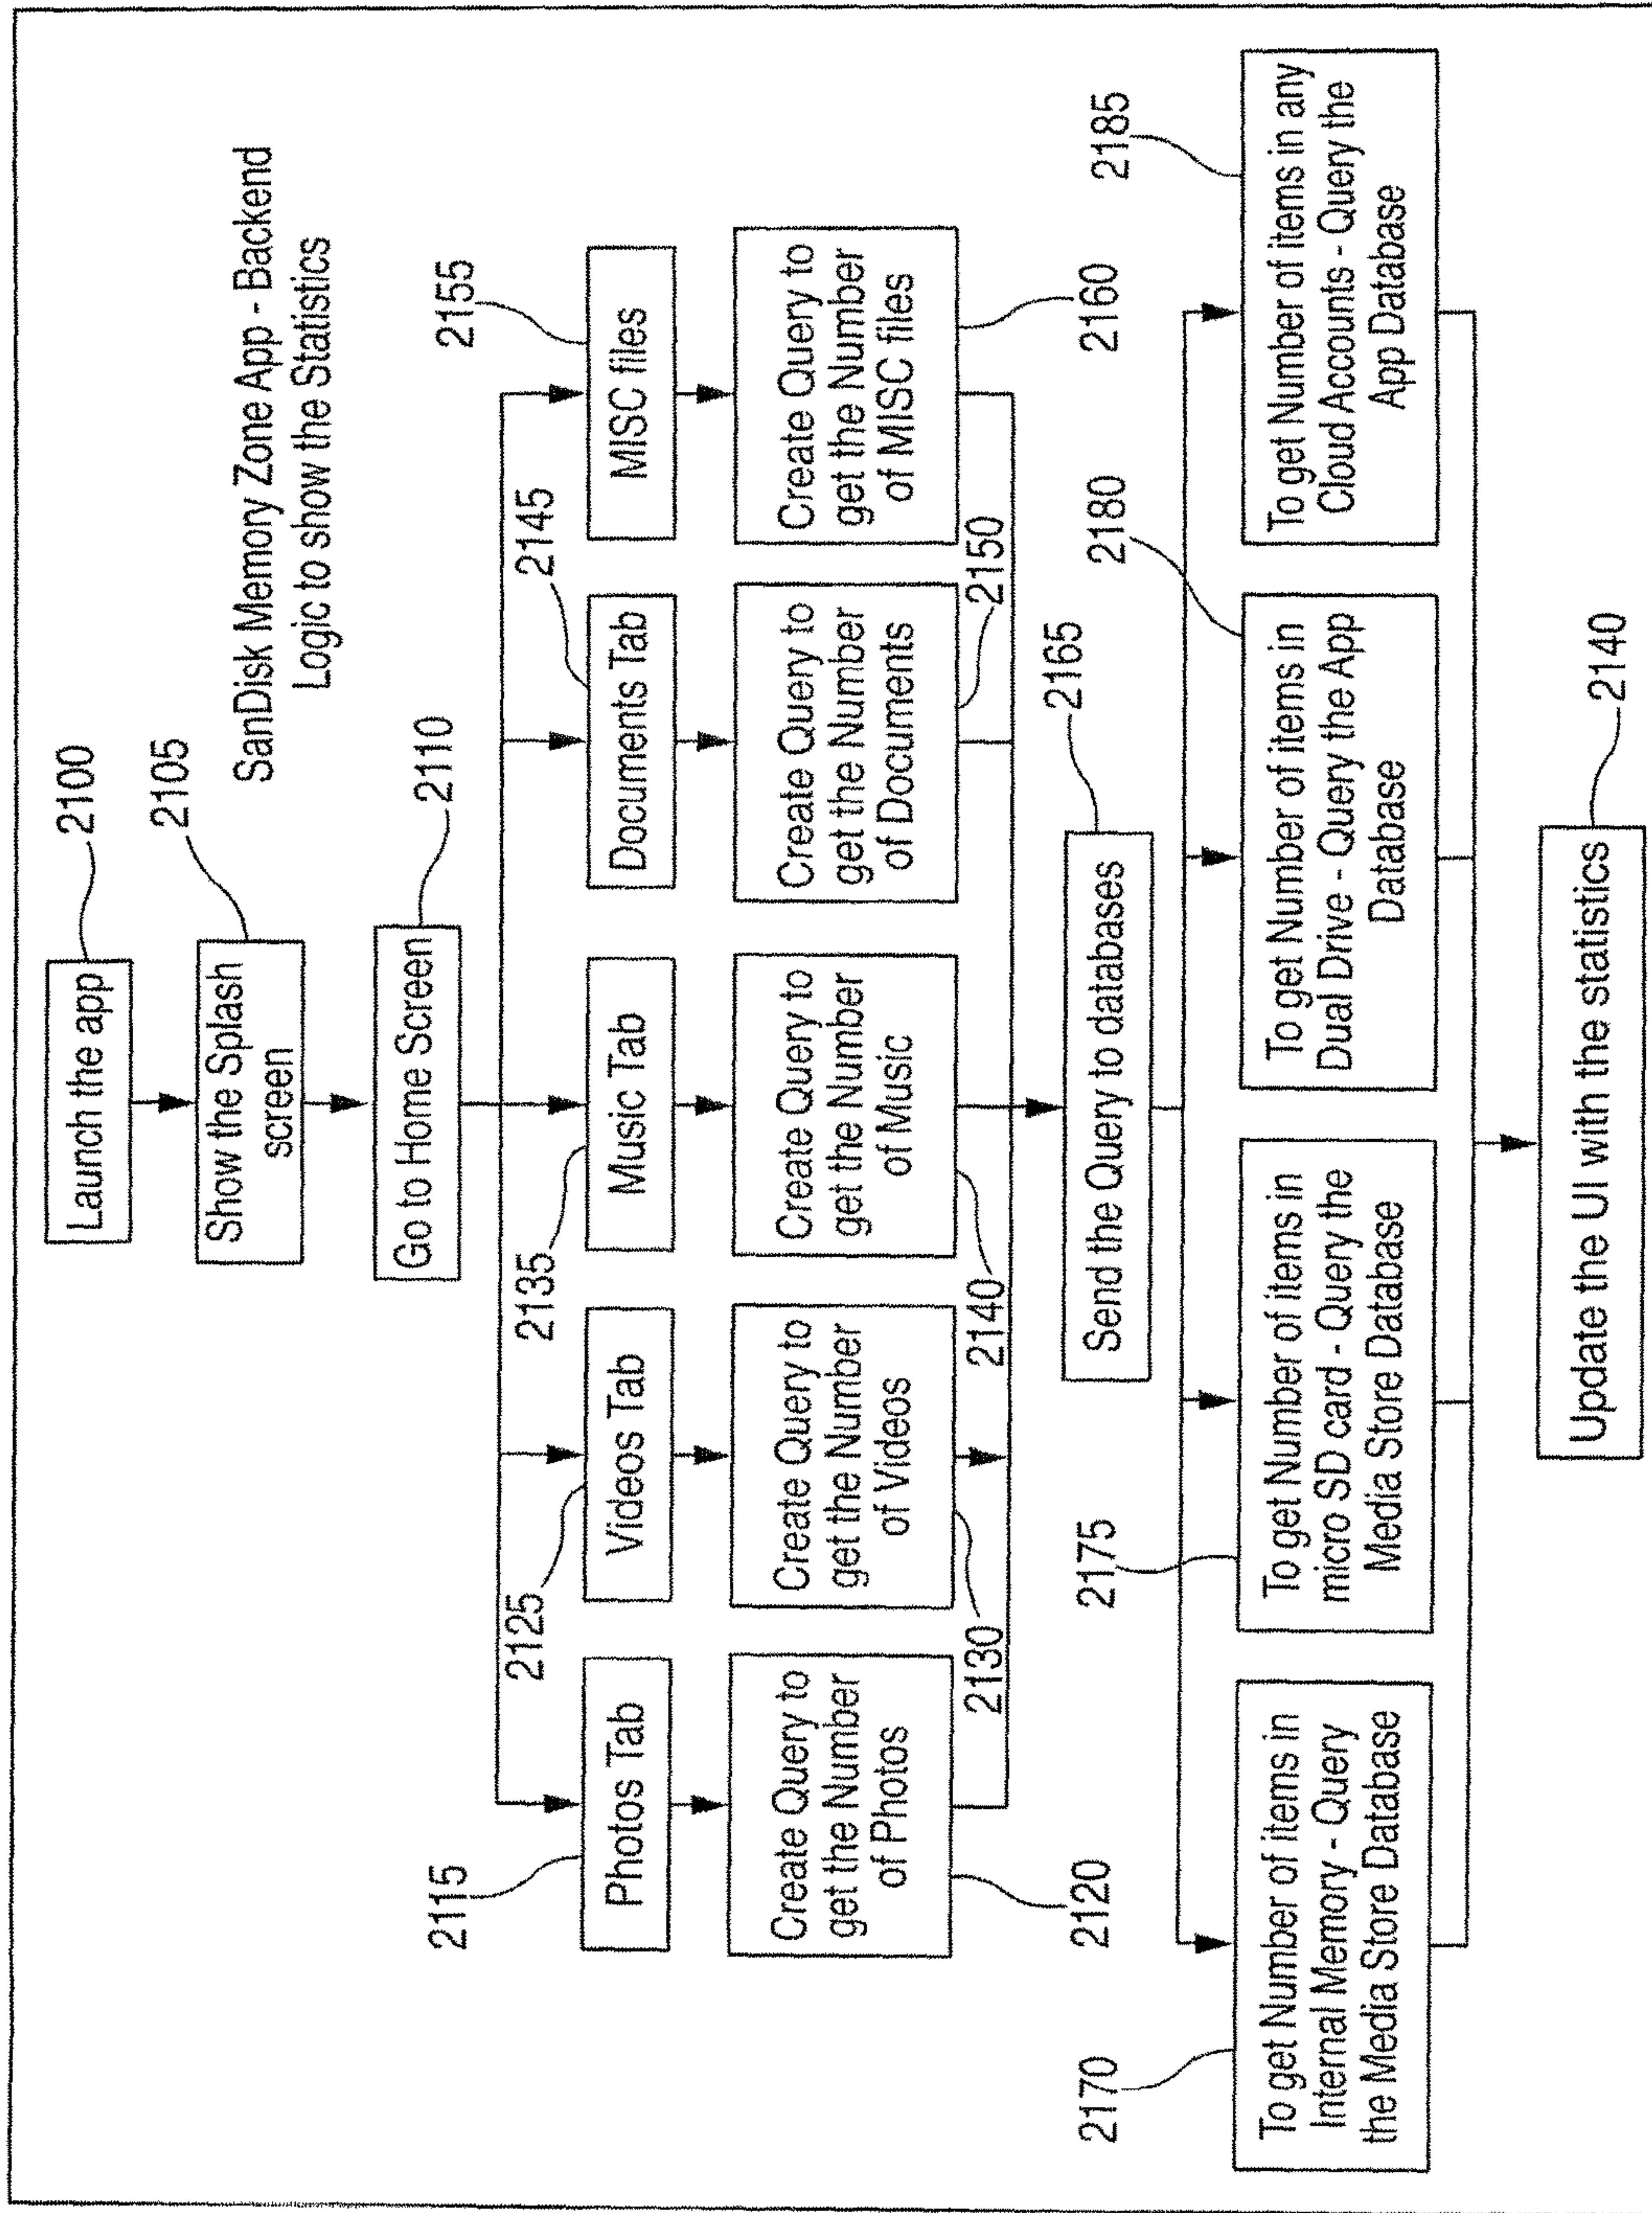 Launch the app
2100
Show the Splash
screen
2105
SanDisk Memory Zone App - Backend
Logic to show the Statistics
Go to Home Screen
2110
2115
Photos Tab
2125
Videos Tab
2135
Music Tab
2145
Documents Tab
2155
MISC files
Create Query to
get the Number
of Photos
2120
Create Query to
get the Number
of Videos
2130
Create Query to
get the Number
of Music
2140
Create Query to
get the Number
of Documents
2150
Create Query to
get the Number
of MISC files
2160
Send the Query to databases
2165
2170
To get Number of items in
Internal Memory - Query
the Media Store Database
2175
To get Number of items in
micro SD card - Query the
Media Store Database
2180
To get Number of items in
Dual Drive - Query the App
Database
2185
To get Number of items in any
Cloud Accounts - Query the
App Database
Update the UI with the statistics
2140